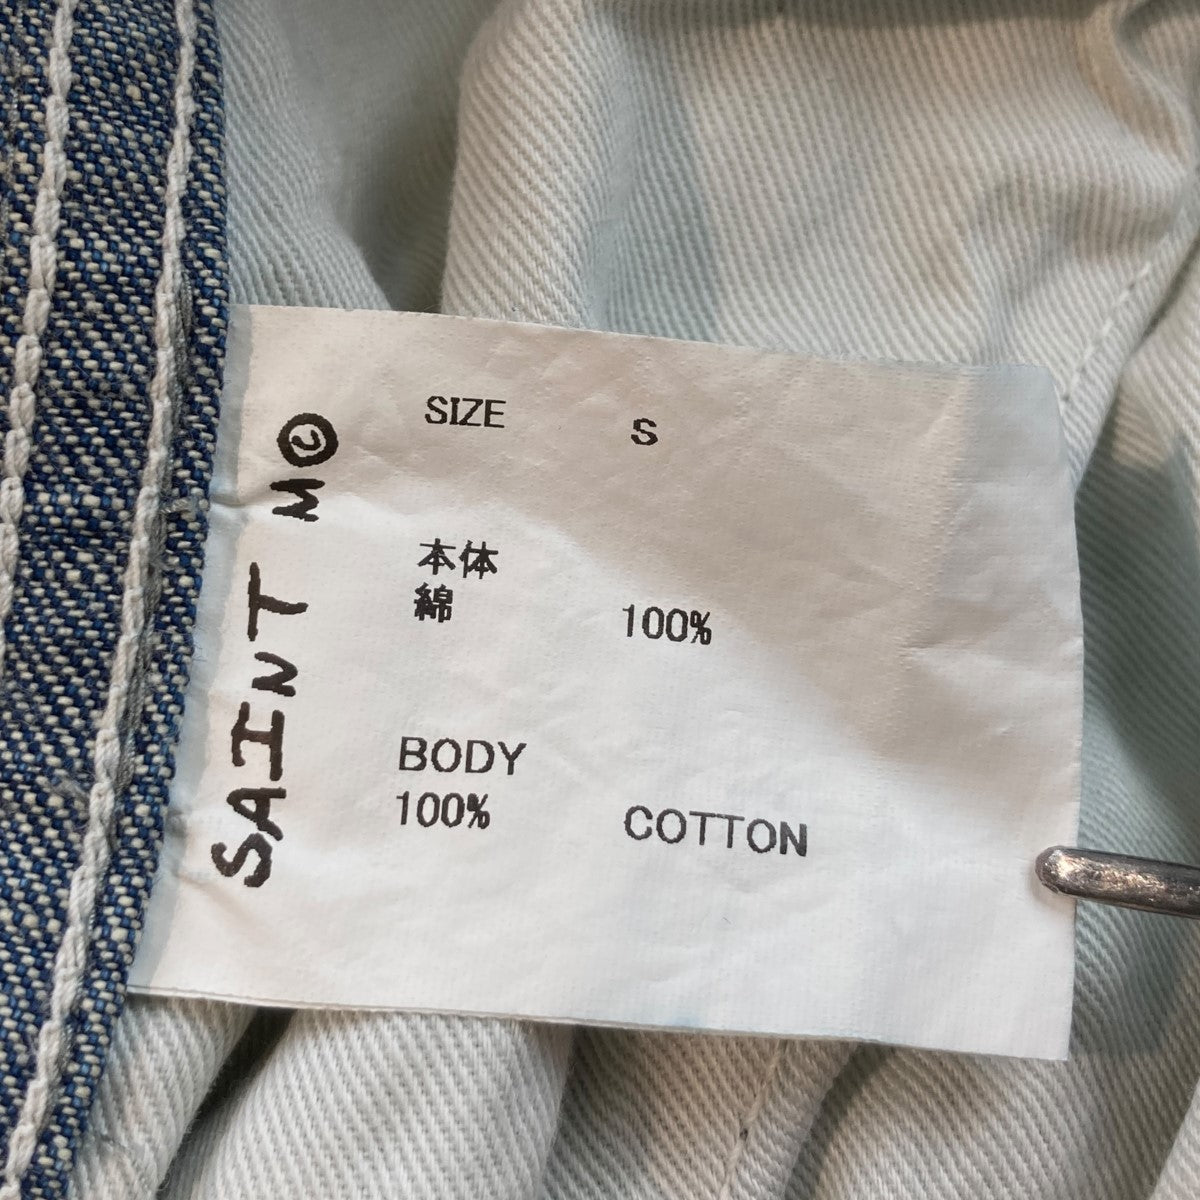 SAINT M©
SIZE S
本体
綿 100%
BODY
100% COTTON